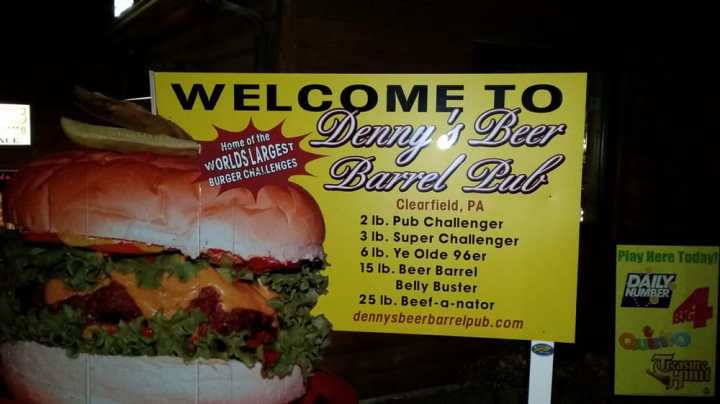 WELCOME TO
Denny's Beer
Barrel Pub
Home of the
WORLDS LARGEST
BURGER CHALLENGES
Clearfield, PA
2 lb. Pub Challenger
3 lb. Super Challenger
6 lb. Ye Olde 96er
15 lb. Beer Barrel
Belly Buster
25 lb. Beef-a-nator
dennysbeerbarrelpub.com
Play Here Today!
DAILY
NUMBER
BIG 4
Quinto
Treasure
Hunt